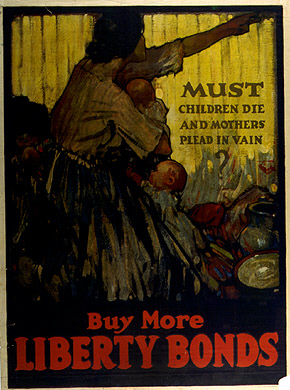 MUST
CHILDREN DIE
AND MOTHERS
PLEAD IN VAIN
?
Buy More
LIBERTY BONDS